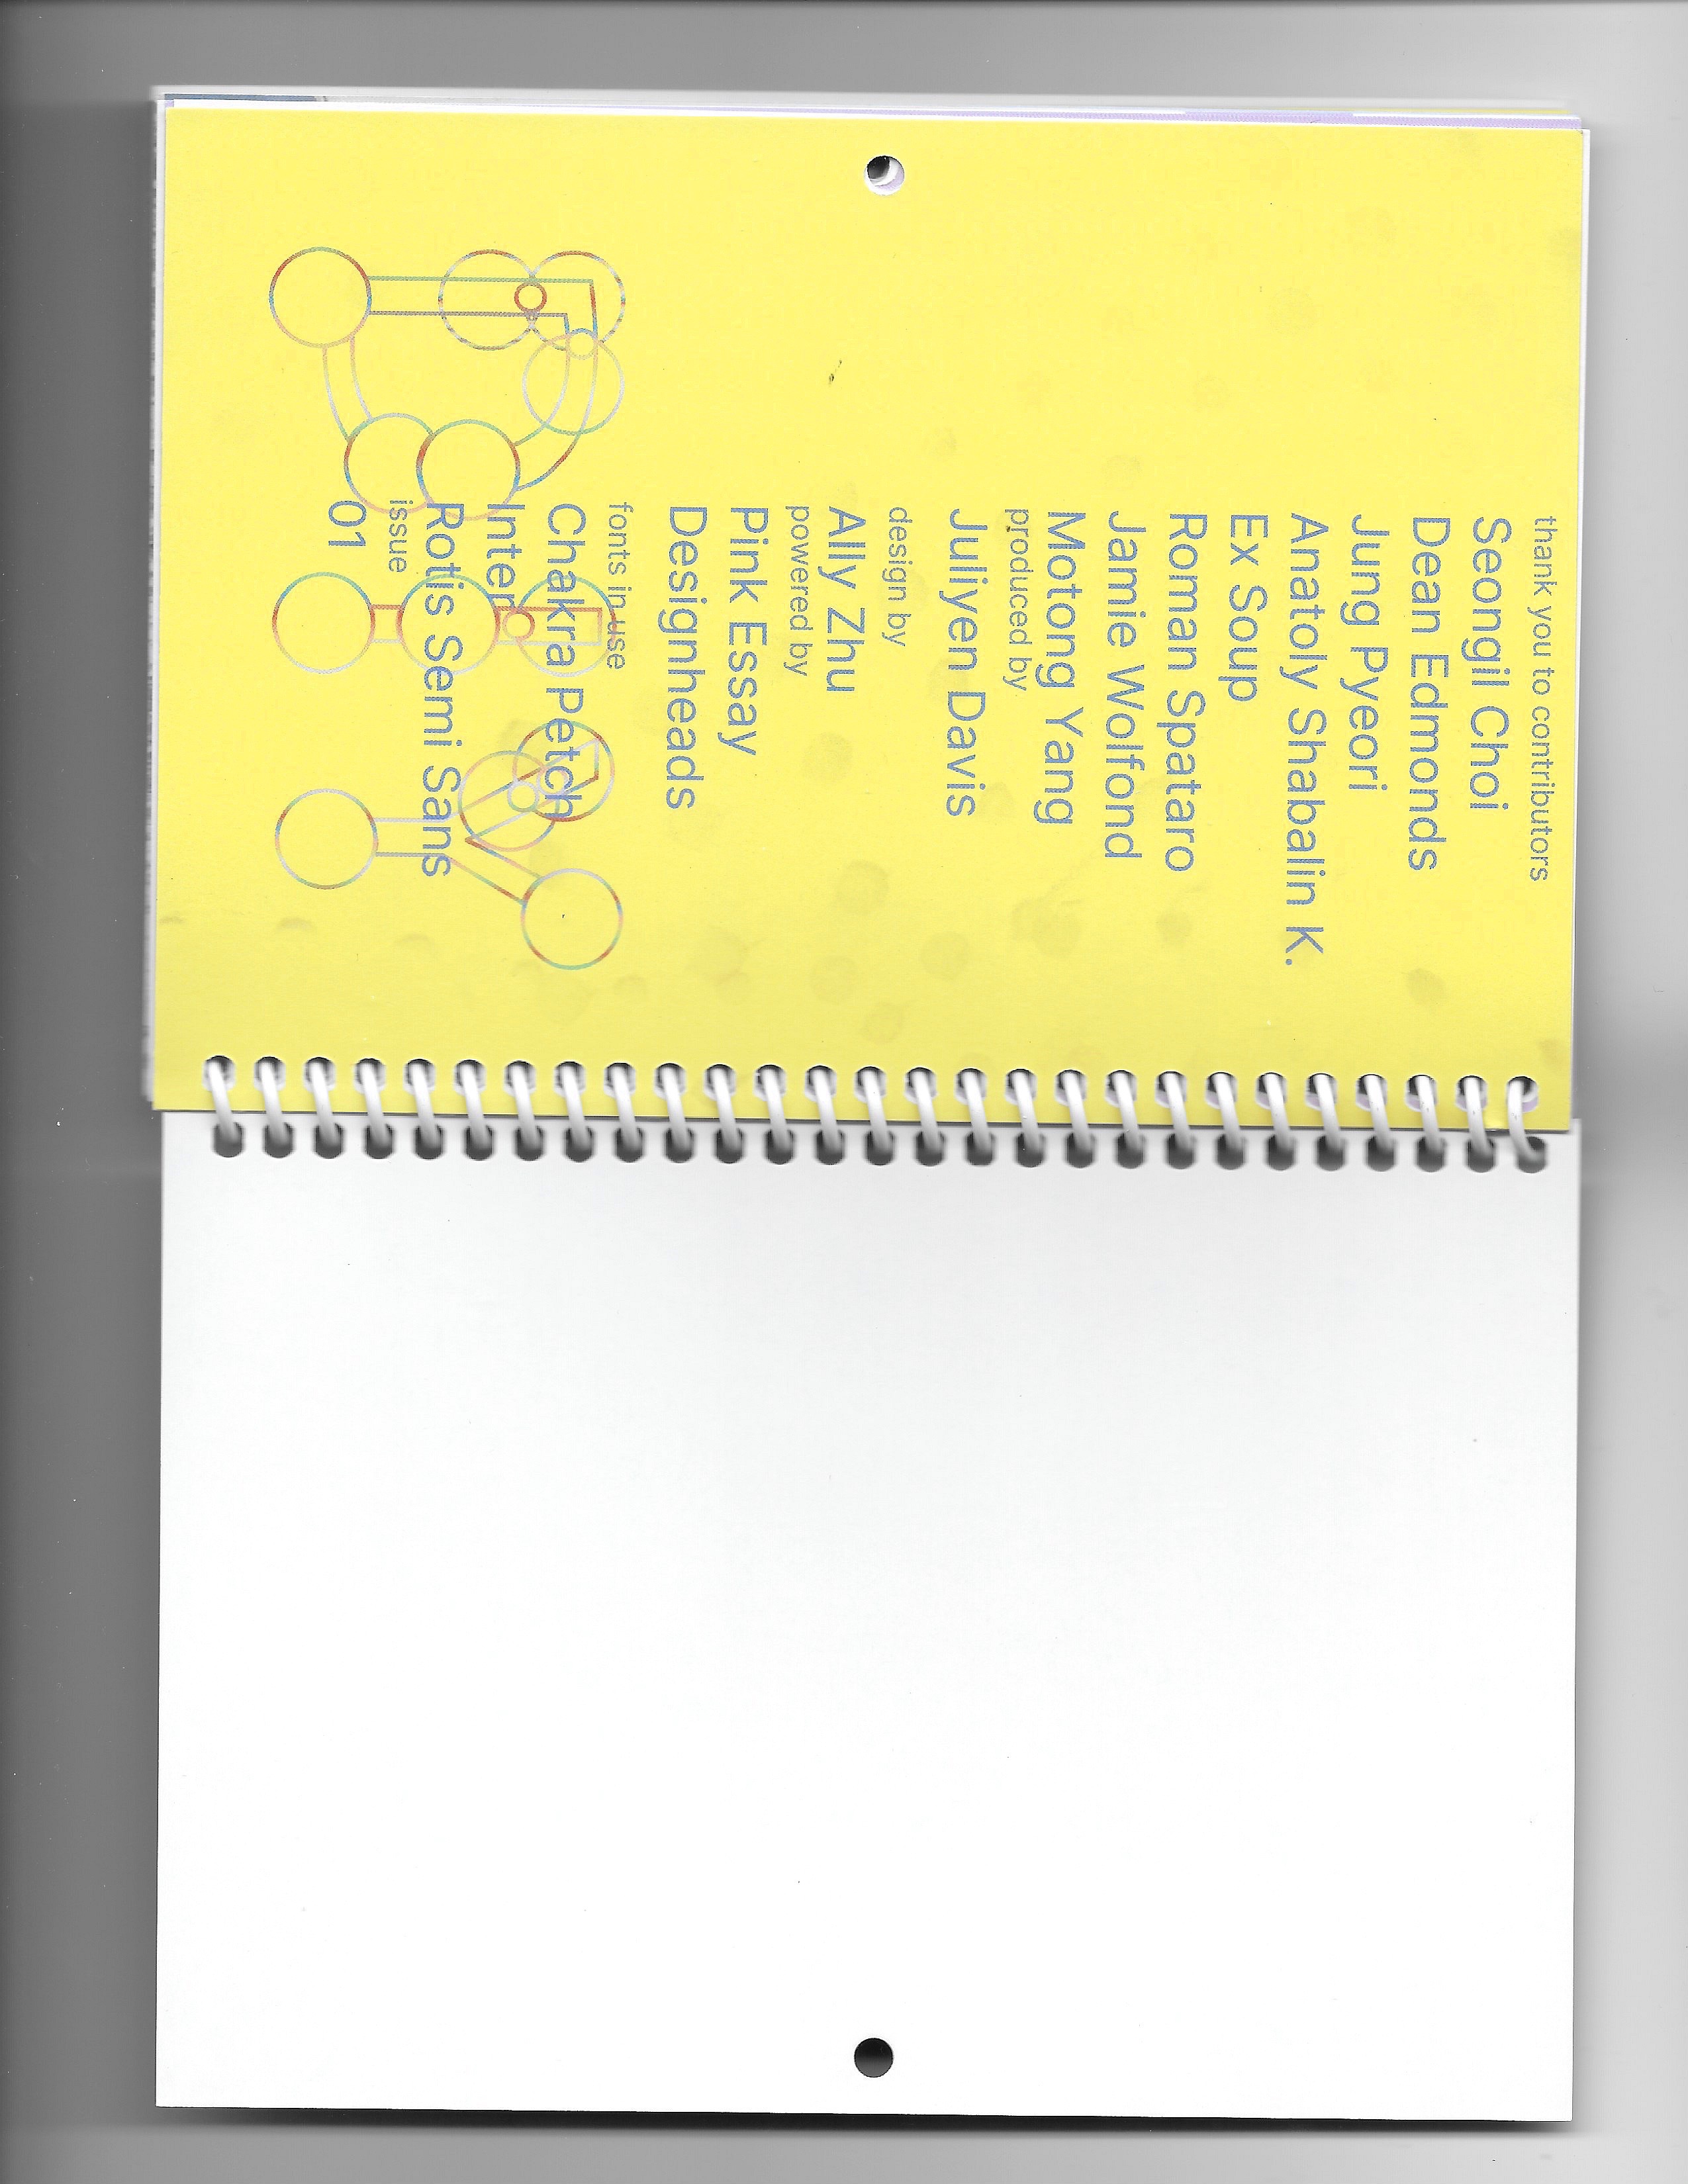 thank you to contributors
Seongil Choi
Dean Edmonds
Jung Pyeori
Anatoly Shabalin K.
Ex Soup
Roman Spataro
Jamie Wolfond
Motong Yang
produced by
Juliyen Davis
design by
Ally Zhu
powered by
Pink Essay
Designheads
fonts in use
Chakra Petch
Inter
Rotis Semi Sans
issue
01
DIY